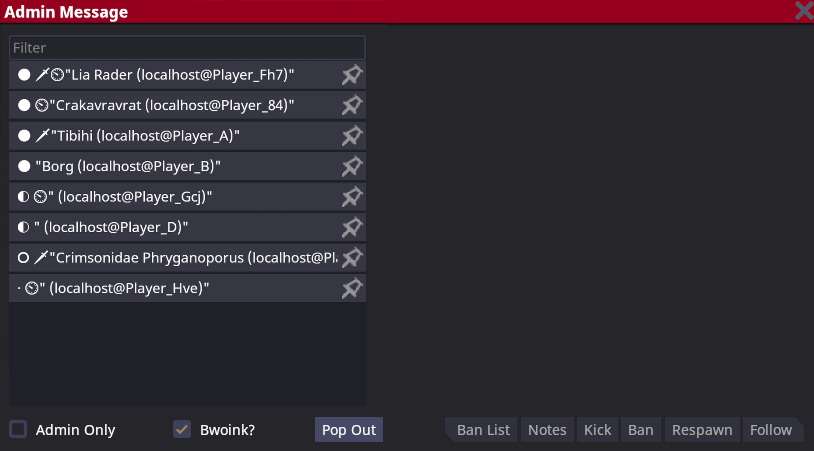 Admin Message
Filter
"Lia Rader (localhost@Player_Fh7)"
"Crakavravrat (localhost@Player_84)"
"Tibihi (localhost@Player_A)"
"Borg (localhost@Player_B)"
" (localhost@Player_Gcj)"
" (localhost@Player_D)"
"Crimsonidae Phryganoporus (localhost@Pl
" (localhost@Player_Hve)"
Admin Only Bwoink? Pop Out Ban List Notes Kick Ban Respawn Follow